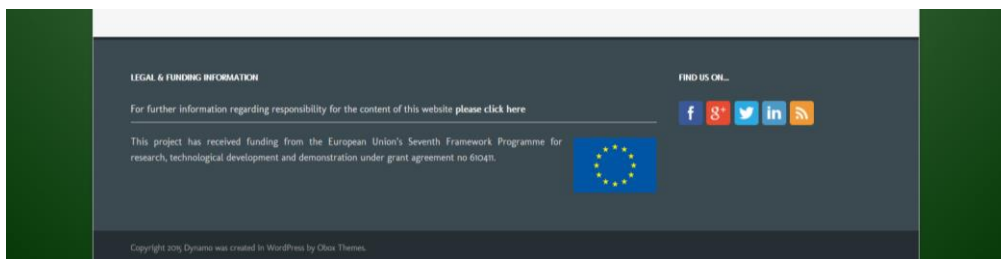 LEGAL & FUNDING INFORMATION
For further information regarding responsibility for the content of this website please click here
This project has received funding from the European Union's Seventh Framework Programme for
research, technological development and demonstration under grant agreement no 610411.
FIND US ON...
f g+ in
Copyright 2015 Dynamo was created in WordPress by Obox Themes.